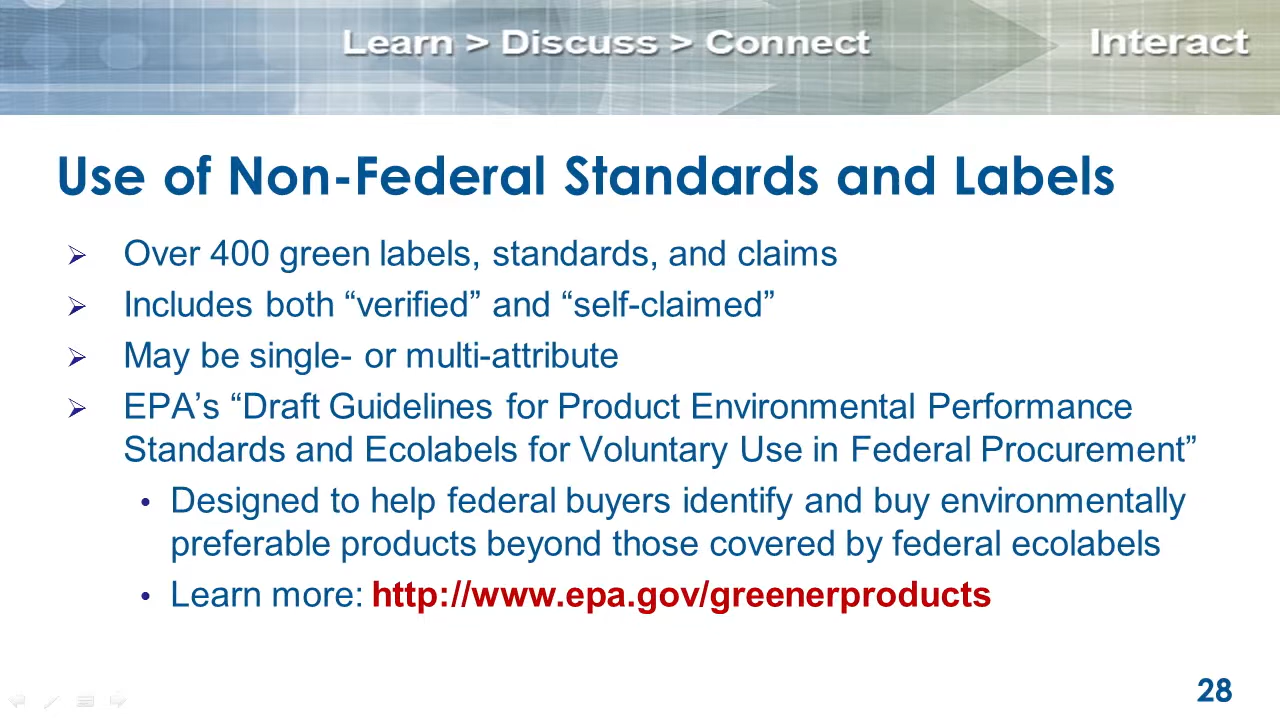 Learn > Discuss > Connect Interact
Use of Non-Federal Standards and Labels
Over 400 green labels, standards, and claims
Includes both “verified” and “self-claimed”
May be single- or multi-attribute
EPA’s “Draft Guidelines for Product Environmental Performance
Standards and Ecolabels for Voluntary Use in Federal Procurement”
Designed to help federal buyers identify and buy environmentally
preferable products beyond those covered by federal ecolabels
Learn more: http://www.epa.gov/greenerproducts
28